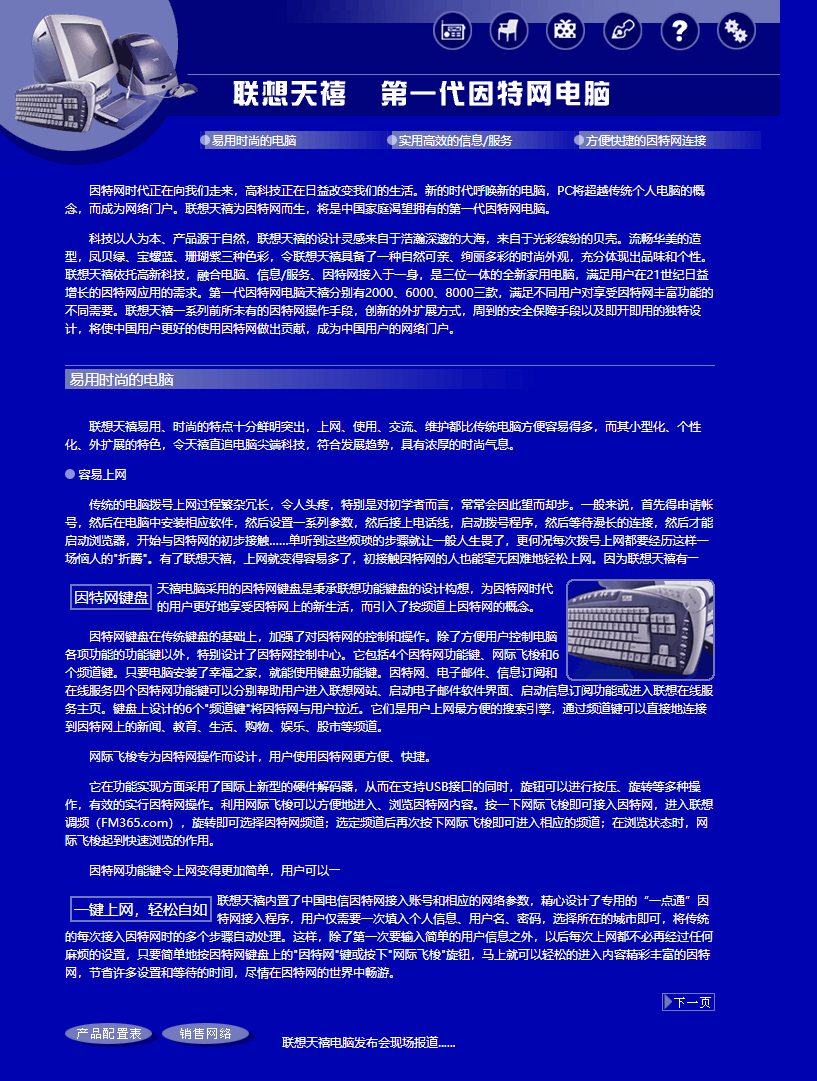 联想天禧 第一代因特网电脑
易用时尚的电脑 实用高效的信息/服务 方便快捷的因特网连接
因特网时代正在向我们走来，高科技正在日益改变我们的生活。新的时代呼唤新的电脑，PC将超越传统个人电脑的概
念，而成为网络门户。联想天禧为因特网而生，将是中国家庭渴望拥有的第一代因特网电脑。
科技以人为本、产品源于自然，联想天禧的设计灵感来自于浩瀚深邃的大海，来自于光彩缤纷的贝壳。流畅华美的造
型，凤贝绿、宝螺蓝、珊瑚紫三种色彩，令联想天禧具备了一种自然可亲、绚丽多彩的时尚外观，充分体现出品味和个性。
联想天禧依托高新科技，融合电脑、信息/服务、因特网接入于一身，是三位一体的全新家用电脑，满足用户在21世纪日益
增长的因特网应用的需求。第一代因特网电脑天禧分别有2000、6000、8000三款，满足不同用户对享受因特网丰富功能的
不同需要。联想天禧一系列前所未有的因特网操作手段，创新的外扩展方式，周到的安全保障手段以及即开即用的独特设
计，将使中国用户更好的使用因特网做出贡献，成为中国用户的网络门户。
易用时尚的电脑
联想天禧易用、时尚的特点十分鲜明突出，上网、使用、交流、维护都比传统电脑方便容易得多，而其小型化、个性
化、外扩展的特色，令天禧直追电脑尖端科技，符合发展趋势，具有浓厚的时尚气息。
容易上网
传统的电脑拨号上网过程繁杂冗长，令人头疼，特别是对初学者而言，常常会因此望而却步。一般来说，首先得申请帐
号，然后在电脑中安装相应软件，然后设置一系列参数，然后接上电话线，启动拨号程序，然后等待漫长的连接，然后才能
启动浏览器，开始与因特网的初步接触......单听到这些烦琐的步骤就让一般人生畏了，更何况每次拨号上网都要经历这样一
场恼人的"折腾"。有了联想天禧，上网就变得容易多了，初接触因特网的人也能毫无困难地轻松上网。因为联想天禧有一
因特网键盘
天禧电脑采用的因特网键盘是秉承联想功能键盘的设计构想，为因特网时代
的用户更好地享受因特网上的新生活，而引入了按频道上因特网的概念。
因特网键盘在传统键盘的基础上，加强了对因特网的控制和操作。除了方便用户控制电脑
各项功能的功能键以外，特别设计了因特网控制中心。它包括4个因特网功能键、网际飞梭和6
个频道键。只要电脑安装了幸福之家，就能使用键盘功能键。因特网、电子邮件、信息订阅和
在线服务四个因特网功能键可以分别帮助用户进入联想网站、启动电子邮件软件界面、启动信息订阅功能或进入联想在线服
务主页。键盘上设计的6个"频道键"将因特网与用户拉近。它们是用户上网最方便的搜索引擎，通过频道键可以直接地连接
到因特网上的新闻、教育、生活、购物、娱乐、股市等频道。
网际飞梭专为因特网操作而设计，用户使用因特网更方便、快捷。
它在功能实现方面采用了国际上新型的硬件解码器，从而在支持USB接口的同时，旋钮可以进行按压、旋转等多种操
作，有效的实行因特网操作。利用网际飞梭可以方便地进入、浏览因特网内容。按一下网际飞梭即可接入因特网，进入联想
调频（FM365.com），旋转即可选择因特网频道；选定频道后再次按下网际飞梭即可进入相应的频道；在浏览状态时，网
际飞梭起到快速浏览的作用。
因特网功能键令上网变得更加简单，用户可以一
一键上网，轻松自如
联想天禧内置了中国电信因特网接入账号和相应的网络参数，精心设计了专用的“一点通”因
特网接入程序，用户仅需要一次填入个人信息、用户名、密码，选择所在的城市即可，将传统
的每次接入因特网时的多个步骤自动处理。这样，除了第一次要输入简单的用户信息之外，以后每次上网都不必再经过任何
麻烦的设置，只要简单地按因特网键盘上的"因特网"键或按下"网际飞梭"旋钮，马上就可以轻松的进入内容精彩丰富的因特
网，节省许多设置和等待的时间，尽情在因特网的世界中畅游。
下一页
产品配置表 销售网络 联想天禧电脑发布会现场报道......